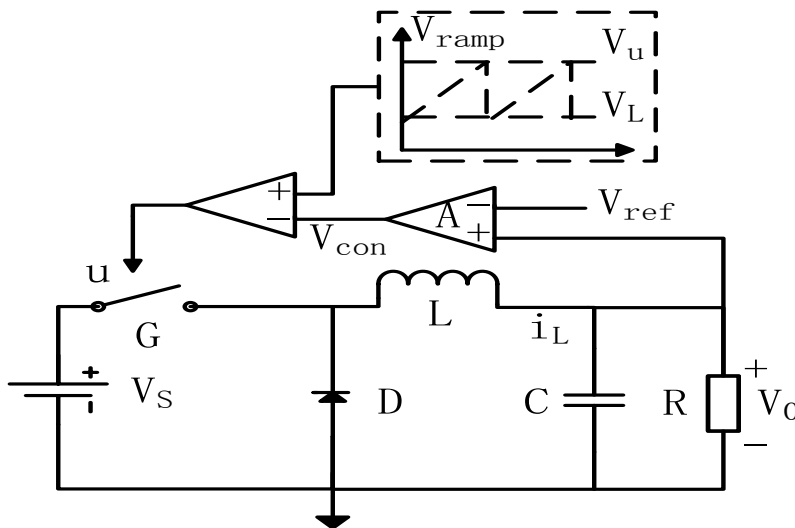 V_ramp
V_u
V_L
+
−
A
−
+
V_ref
V_con
u
G
L
i_L
+
V_S
D
C
R
+
V_0
−